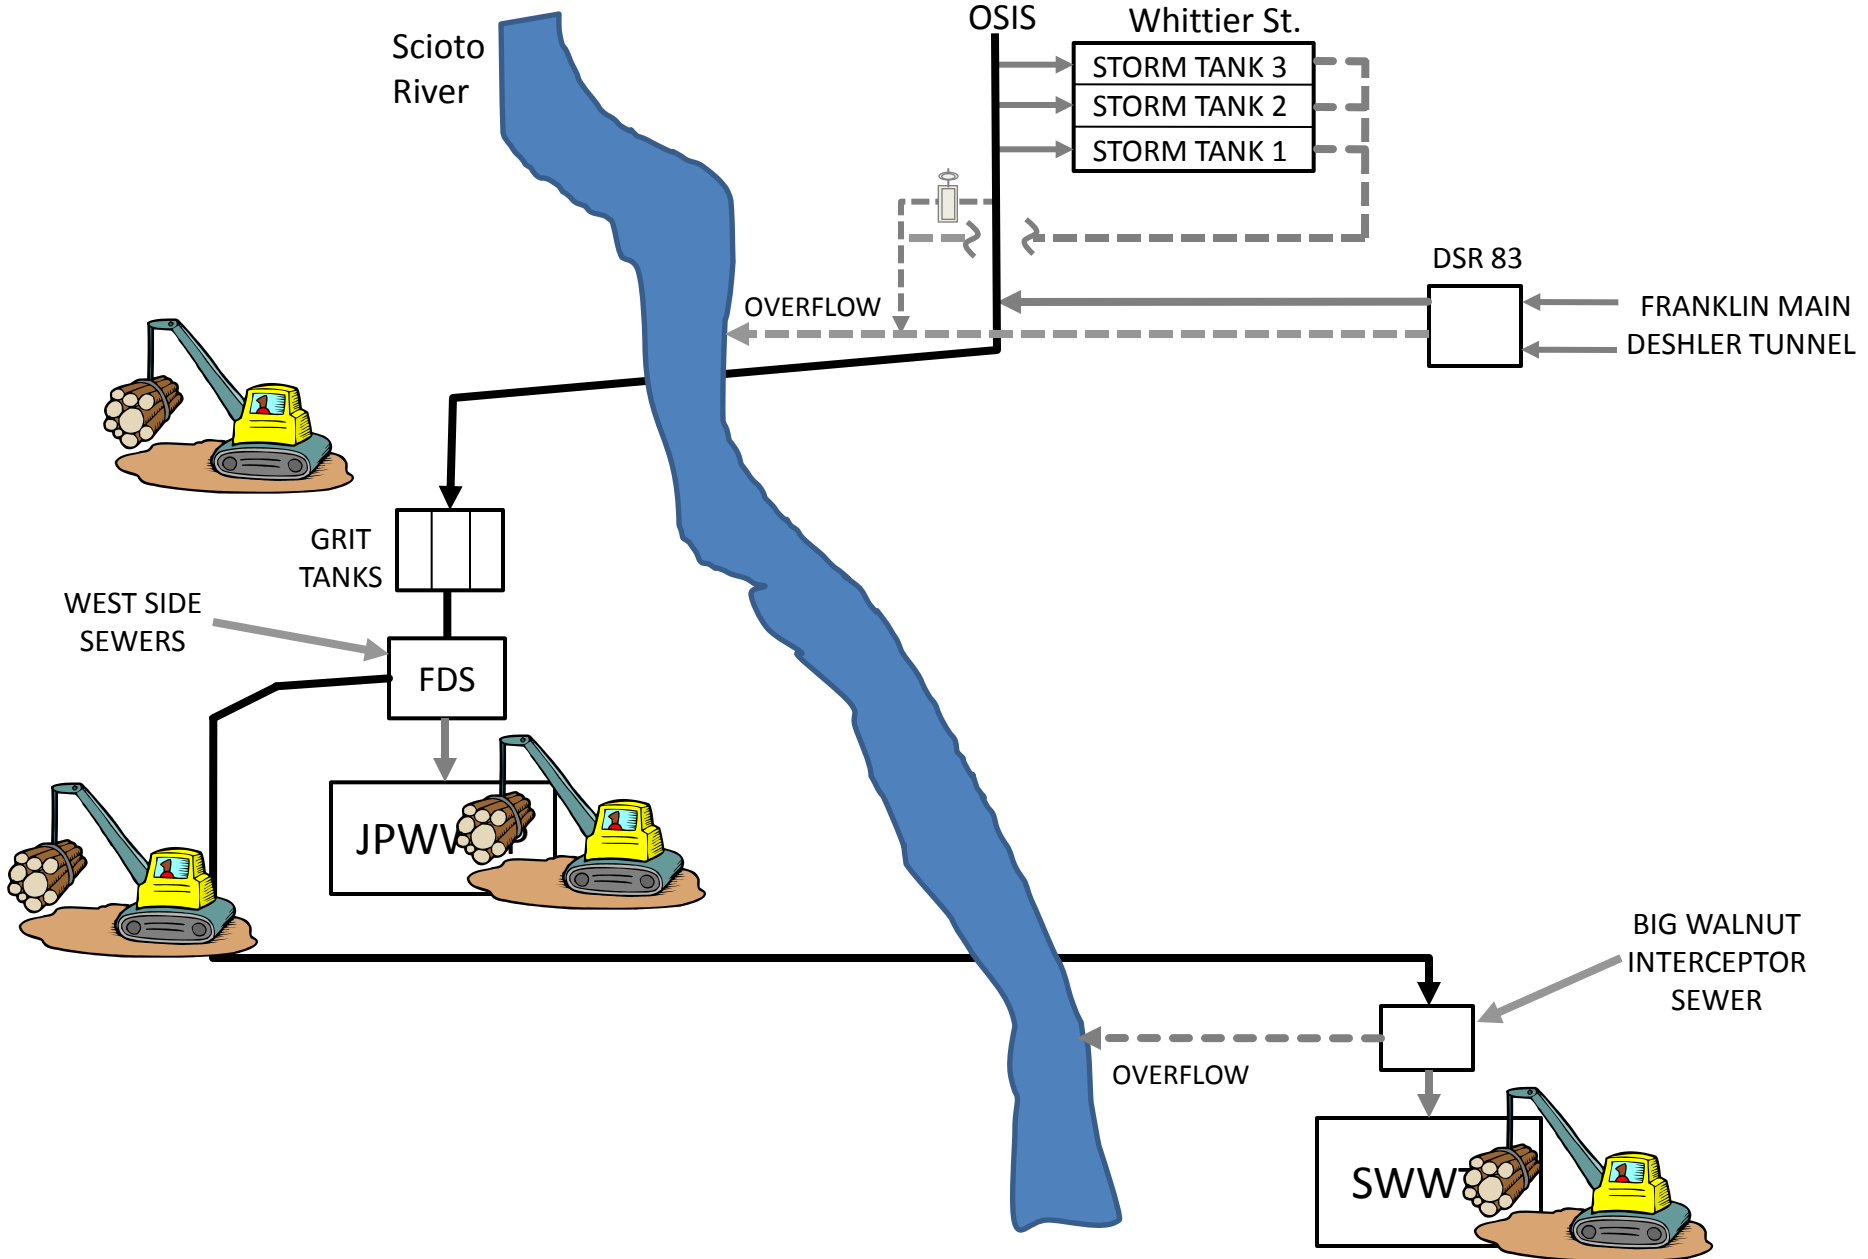 OSIS
Whittier St.
Scioto
River
STORM TANK 3
STORM TANK 2
STORM TANK 1
DSR 83
OVERFLOW
FRANKLIN MAIN
DESHLER TUNNEL
GRIT
TANKS
WEST SIDE
SEWERS
FDS
BIG WALNUT
INTERCEPTOR
SEWER
OVERFLOW